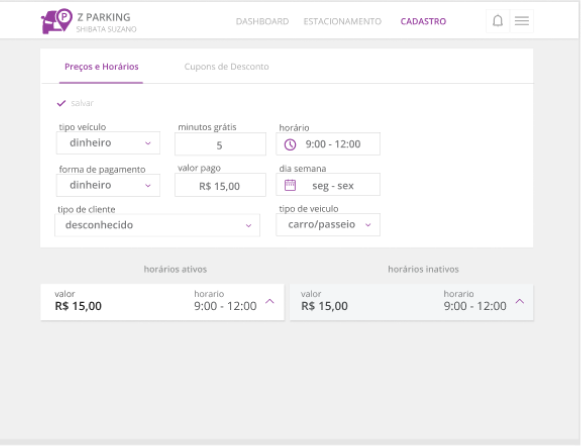 Z PARKING
SHIBATA SUZANO
DASHBOARD ESTACIONAMENTO CADASTRO
Preços e Horários Cupons de Desconto
salvar
tipo veículo minutos grátis horário
dinheiro 5 9:00 - 12:00
forma de pagamento valor pago dia semana
dinheiro R$ 15,00 seg - sex
tipo de cliente tipo de veículo
desconhecido carro/passeio
horários ativos horários inativos
valor horario valor horario
R$ 15,00 9:00 - 12:00 R$ 15,00 9:00 - 12:00